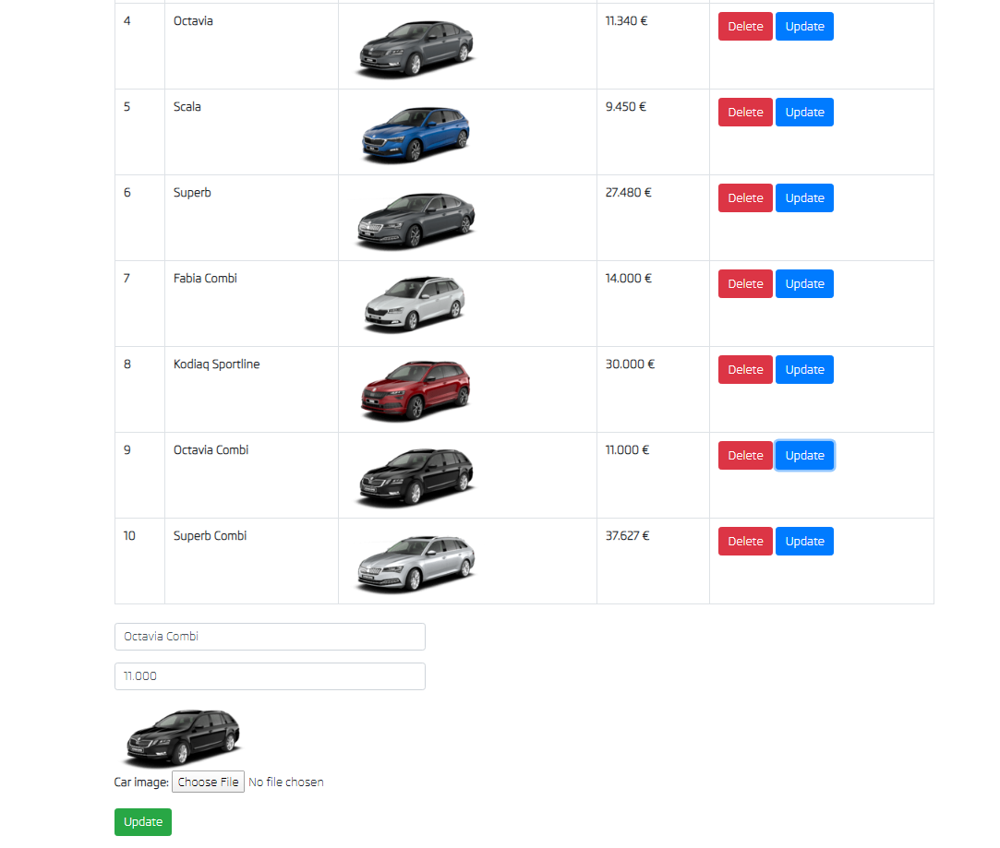 4 Octavia 11.340 € Delete Update
5 Scala 9.450 € Delete Update
6 Superb 27.480 € Delete Update
7 Fabia Combi 14.000 € Delete Update
8 Kodiaq Sportline 30.000 € Delete Update
9 Octavia Combi 11.000 € Delete Update
10 Superb Combi 37.627 € Delete Update
Octavia Combi
11.000
Car image: Choose File No file chosen
Update